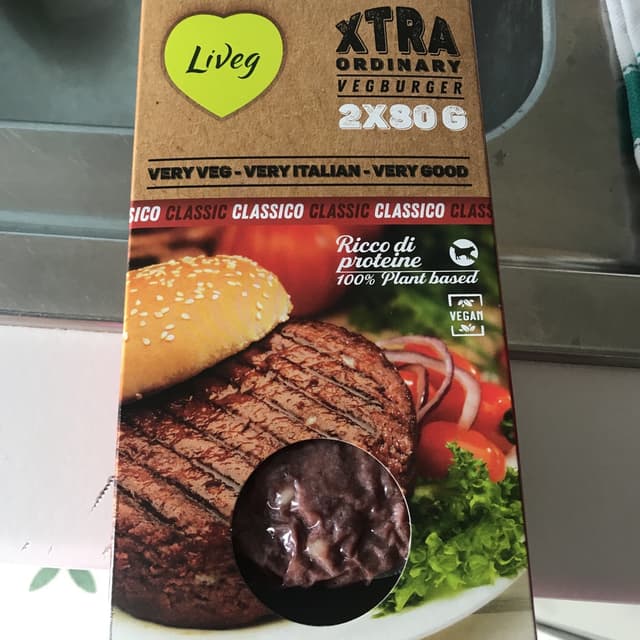 Liveg
XTRA
ORDINARY
VEGBURGER
2X80 G
VERY VEG - VERY ITALIAN - VERY GOOD
SICO CLASSIC CLASSICO CLASSIC CLASSICO CLASS
Ricco di
proteine
100% Plant based
VEGAN